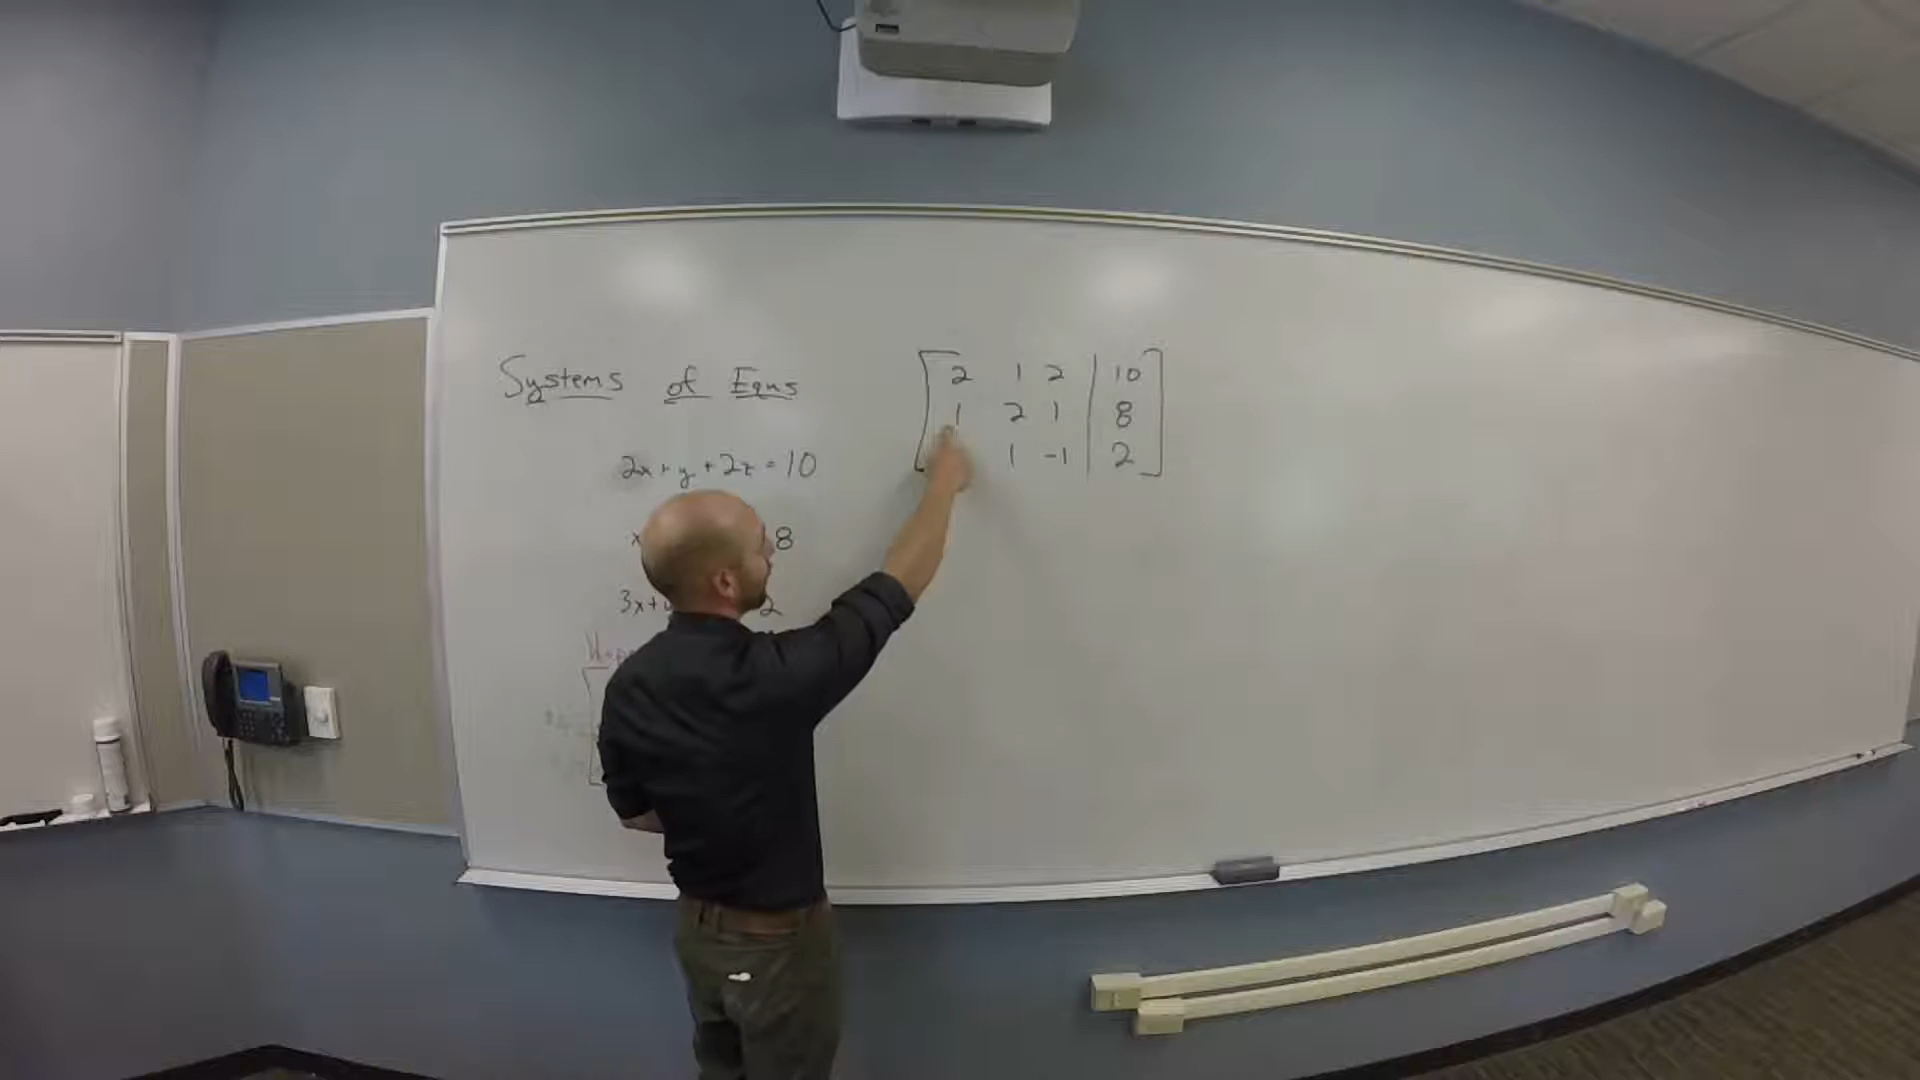 Systems of Eqns
2x + y + 2z = 10
x 8
3x + 2
2 1 2 | 10
1 2 1 | 8
1 -1 | 2